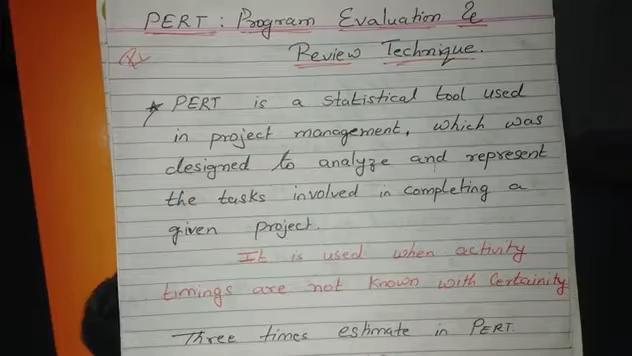 PERT : Program Evaluation &
Review Technique.
* PERT is a statistical tool used
in project management, which was
designed to analyze and represent
the tasks involved in completing a
given project.
It is used when activity
timings are not known with Certainity
Three times estmate in PERT.